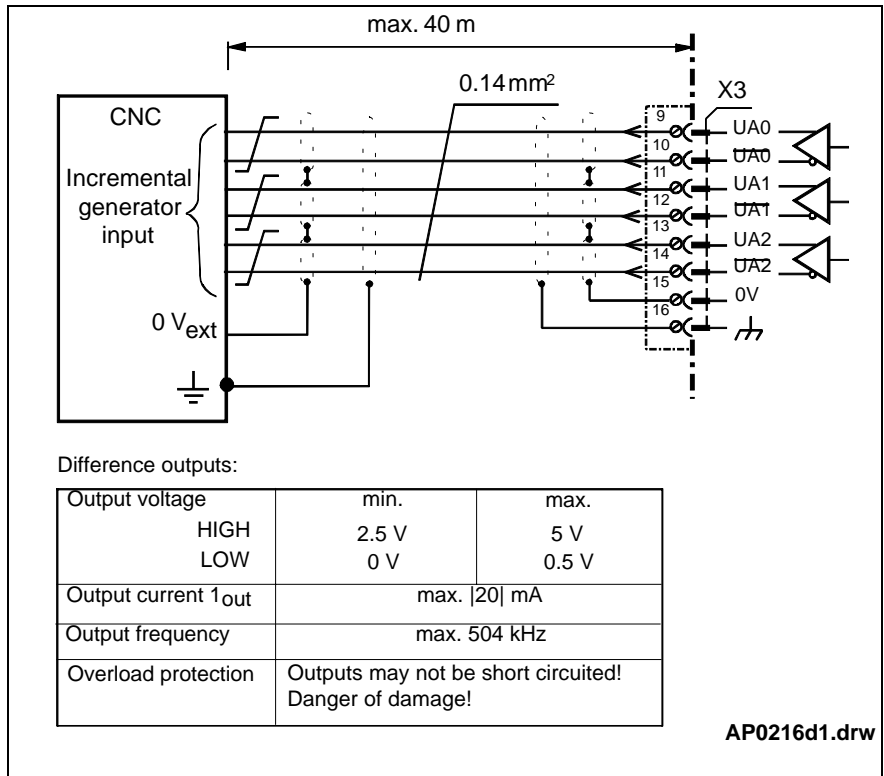 max. 40 m
0.14mm²
X3
CNC
Incremental
generator
input
0 Vext
9
UA0
10
UA0
11
UA1
12
UA1
13
UA2
14
UA2
15
0V
16
Difference outputs:
Output voltage min. max.
HIGH 2.5 V 5 V
LOW 0 V 0.5 V
Output current 1out max. |20| mA
Output frequency max. 504 kHz
Overload protection Outputs may not be short circuited!
Danger of damage!
AP0216d1.drw